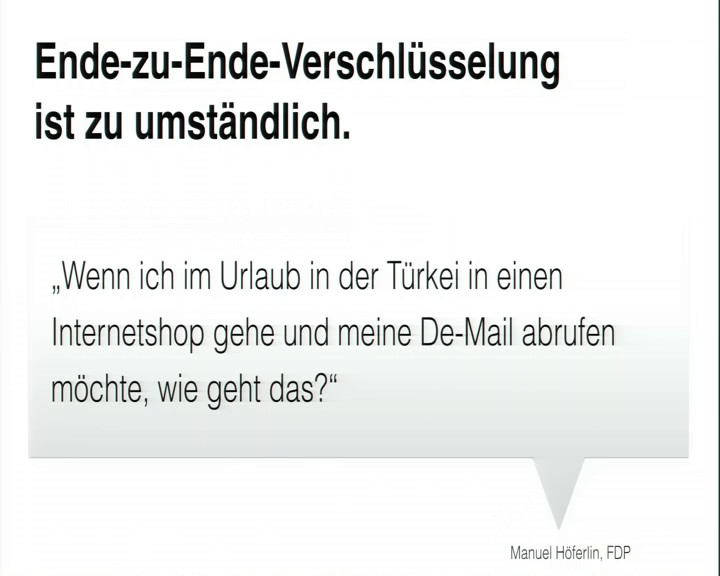 Ende-zu-Ende-Verschlüsselung
ist zu umständlich.
„Wenn ich im Urlaub in der Türkei in einen
Internetshop gehe und meine De-Mail abrufen
möchte, wie geht das?“
Manuel Höferlin, FDP